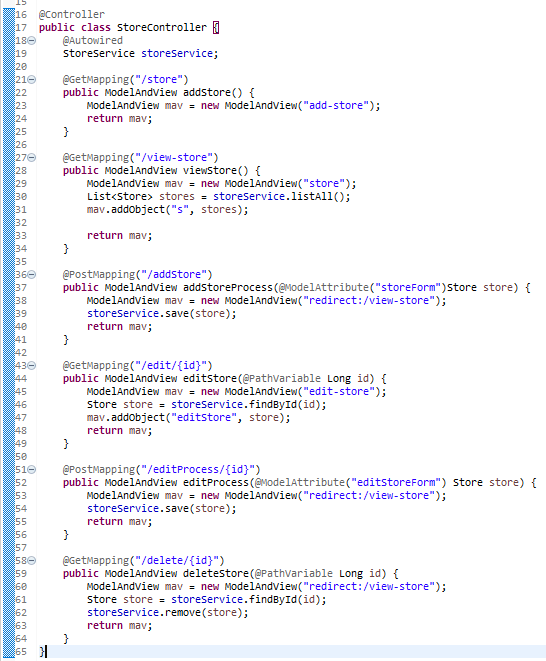 15
16 @Controller
17 public class StoreController {
18 @Autowired
19 StoreService storeService;
20
21 @GetMapping("/store")
22 public ModelAndView addStore() {
23 ModelAndView mav = new ModelAndView("add-store");
24 return mav;
25 }
26
27 @GetMapping("/view-store")
28 public ModelAndView viewStore() {
29 ModelAndView mav = new ModelAndView("store");
30 List<Store> stores = storeService.listAll();
31 mav.addObject("s", stores);
32
33 return mav;
34 }
35
36 @PostMapping("/addStore")
37 public ModelAndView addStoreProcess(@ModelAttribute("storeForm")Store store) {
38 ModelAndView mav = new ModelAndView("redirect:/view-store");
39 storeService.save(store);
40 return mav;
41 }
42
43 @GetMapping("/edit/{id}")
44 public ModelAndView editStore(@PathVariable Long id) {
45 ModelAndView mav = new ModelAndView("edit-store");
46 Store store = storeService.findById(id);
47 mav.addObject("editStore", store);
48 return mav;
49 }
50
51 @PostMapping("/editProcess/{id}")
52 public ModelAndView editProcess(@ModelAttribute("editStoreForm") Store store) {
53 ModelAndView mav = new ModelAndView("redirect:/view-store");
54 storeService.save(store);
55 return mav;
56 }
57
58 @GetMapping("/delete/{id}")
59 public ModelAndView deleteStore(@PathVariable Long id) {
60 ModelAndView mav = new ModelAndView("redirect:/view-store");
61 Store store = storeService.findById(id);
62 storeService.remove(store);
63 return mav;
64 }
65 }